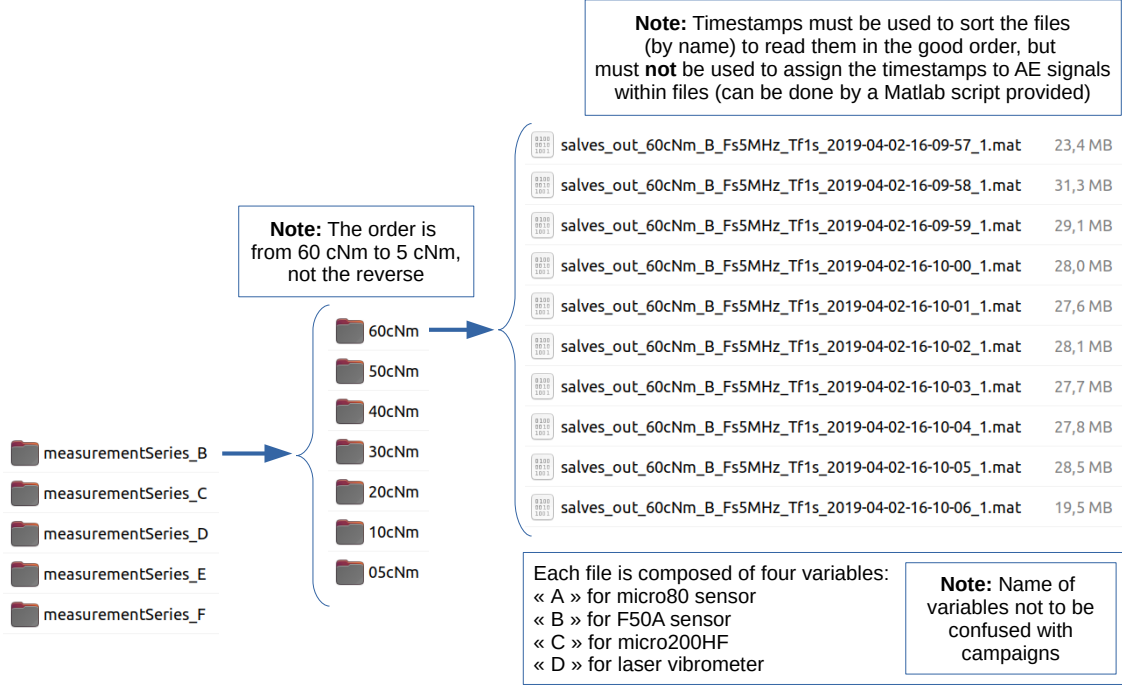 Note: Timestamps must be used to sort the files
(by name) to read them in the good order, but
must not be used to assign the timestamps to AE signals
within files (can be done by a Matlab script provided)
salves_out_60cNm_B_Fs5MHz_Tf1s_2019-04-02-16-09-57_1.mat 23,4 MB
salves_out_60cNm_B_Fs5MHz_Tf1s_2019-04-02-16-09-58_1.mat 31,3 MB
salves_out_60cNm_B_Fs5MHz_Tf1s_2019-04-02-16-09-59_1.mat 29,1 MB
salves_out_60cNm_B_Fs5MHz_Tf1s_2019-04-02-16-10-00_1.mat 28,0 MB
salves_out_60cNm_B_Fs5MHz_Tf1s_2019-04-02-16-10-01_1.mat 27,6 MB
salves_out_60cNm_B_Fs5MHz_Tf1s_2019-04-02-16-10-02_1.mat 28,1 MB
salves_out_60cNm_B_Fs5MHz_Tf1s_2019-04-02-16-10-03_1.mat 27,7 MB
salves_out_60cNm_B_Fs5MHz_Tf1s_2019-04-02-16-10-04_1.mat 27,8 MB
salves_out_60cNm_B_Fs5MHz_Tf1s_2019-04-02-16-10-05_1.mat 28,5 MB
salves_out_60cNm_B_Fs5MHz_Tf1s_2019-04-02-16-10-06_1.mat 19,5 MB
Note: The order is
from 60 cNm to 5 cNm,
not the reverse
60cNm
50cNm
40cNm
30cNm
20cNm
10cNm
05cNm
measurementSeries_B
measurementSeries_C
measurementSeries_D
measurementSeries_E
measurementSeries_F
Each file is composed of four variables:
« A » for micro80 sensor
« B » for F50A sensor
« C » for micro200HF
« D » for laser vibrometer
Note: Name of
variables not to be
confused with
campaigns